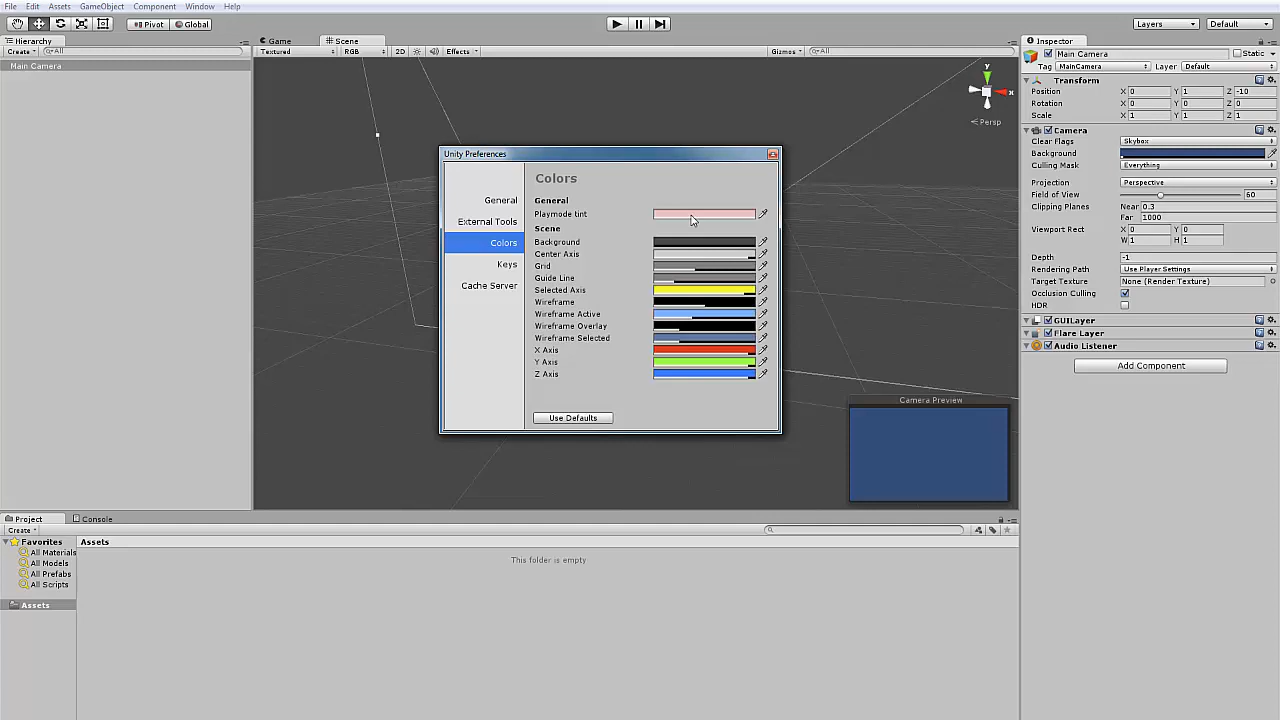 File Edit Assets GameObject Component Window Help
Pivot Global Layers Default
Hierarchy Game Scene Inspector
Create All Textured RGB 2D Effects Gizmos All Main Camera Static
Main Camera
Tag MainCamera Layer Default
Transform
Position X 0 Y 1 Z -10
Rotation X 0 Y 0 Z 0
Scale X 1 Y 1 Z 1
y
x
Persp
Camera
Clear Flags Skybox
Background
Culling Mask Everything
Projection Perspective
Field of View 60
Clipping Planes Near 0.3
Far 1000
Viewport Rect X 0 Y 0
W 1 H 1
Depth -1
Rendering Path Use Player Settings
Target Texture None (Render Texture)
Occlusion Culling
HDR
GUILayer
Flare Layer
Audio Listener
Add Component
Unity Preferences
General
External Tools
Colors
Keys
Cache Server
Colors
General
Playmode tint
Scene
Background
Center Axis
Grid
Guide Line
Selected Axis
Wireframe
Wireframe Active
Wireframe Overlay
Wireframe Selected
X Axis
Y Axis
Z Axis
Use Defaults
Camera Preview
Project Console
Create
Favorites Assets
All Materials
All Models
All Prefabs
All Scripts
Assets
This folder is empty